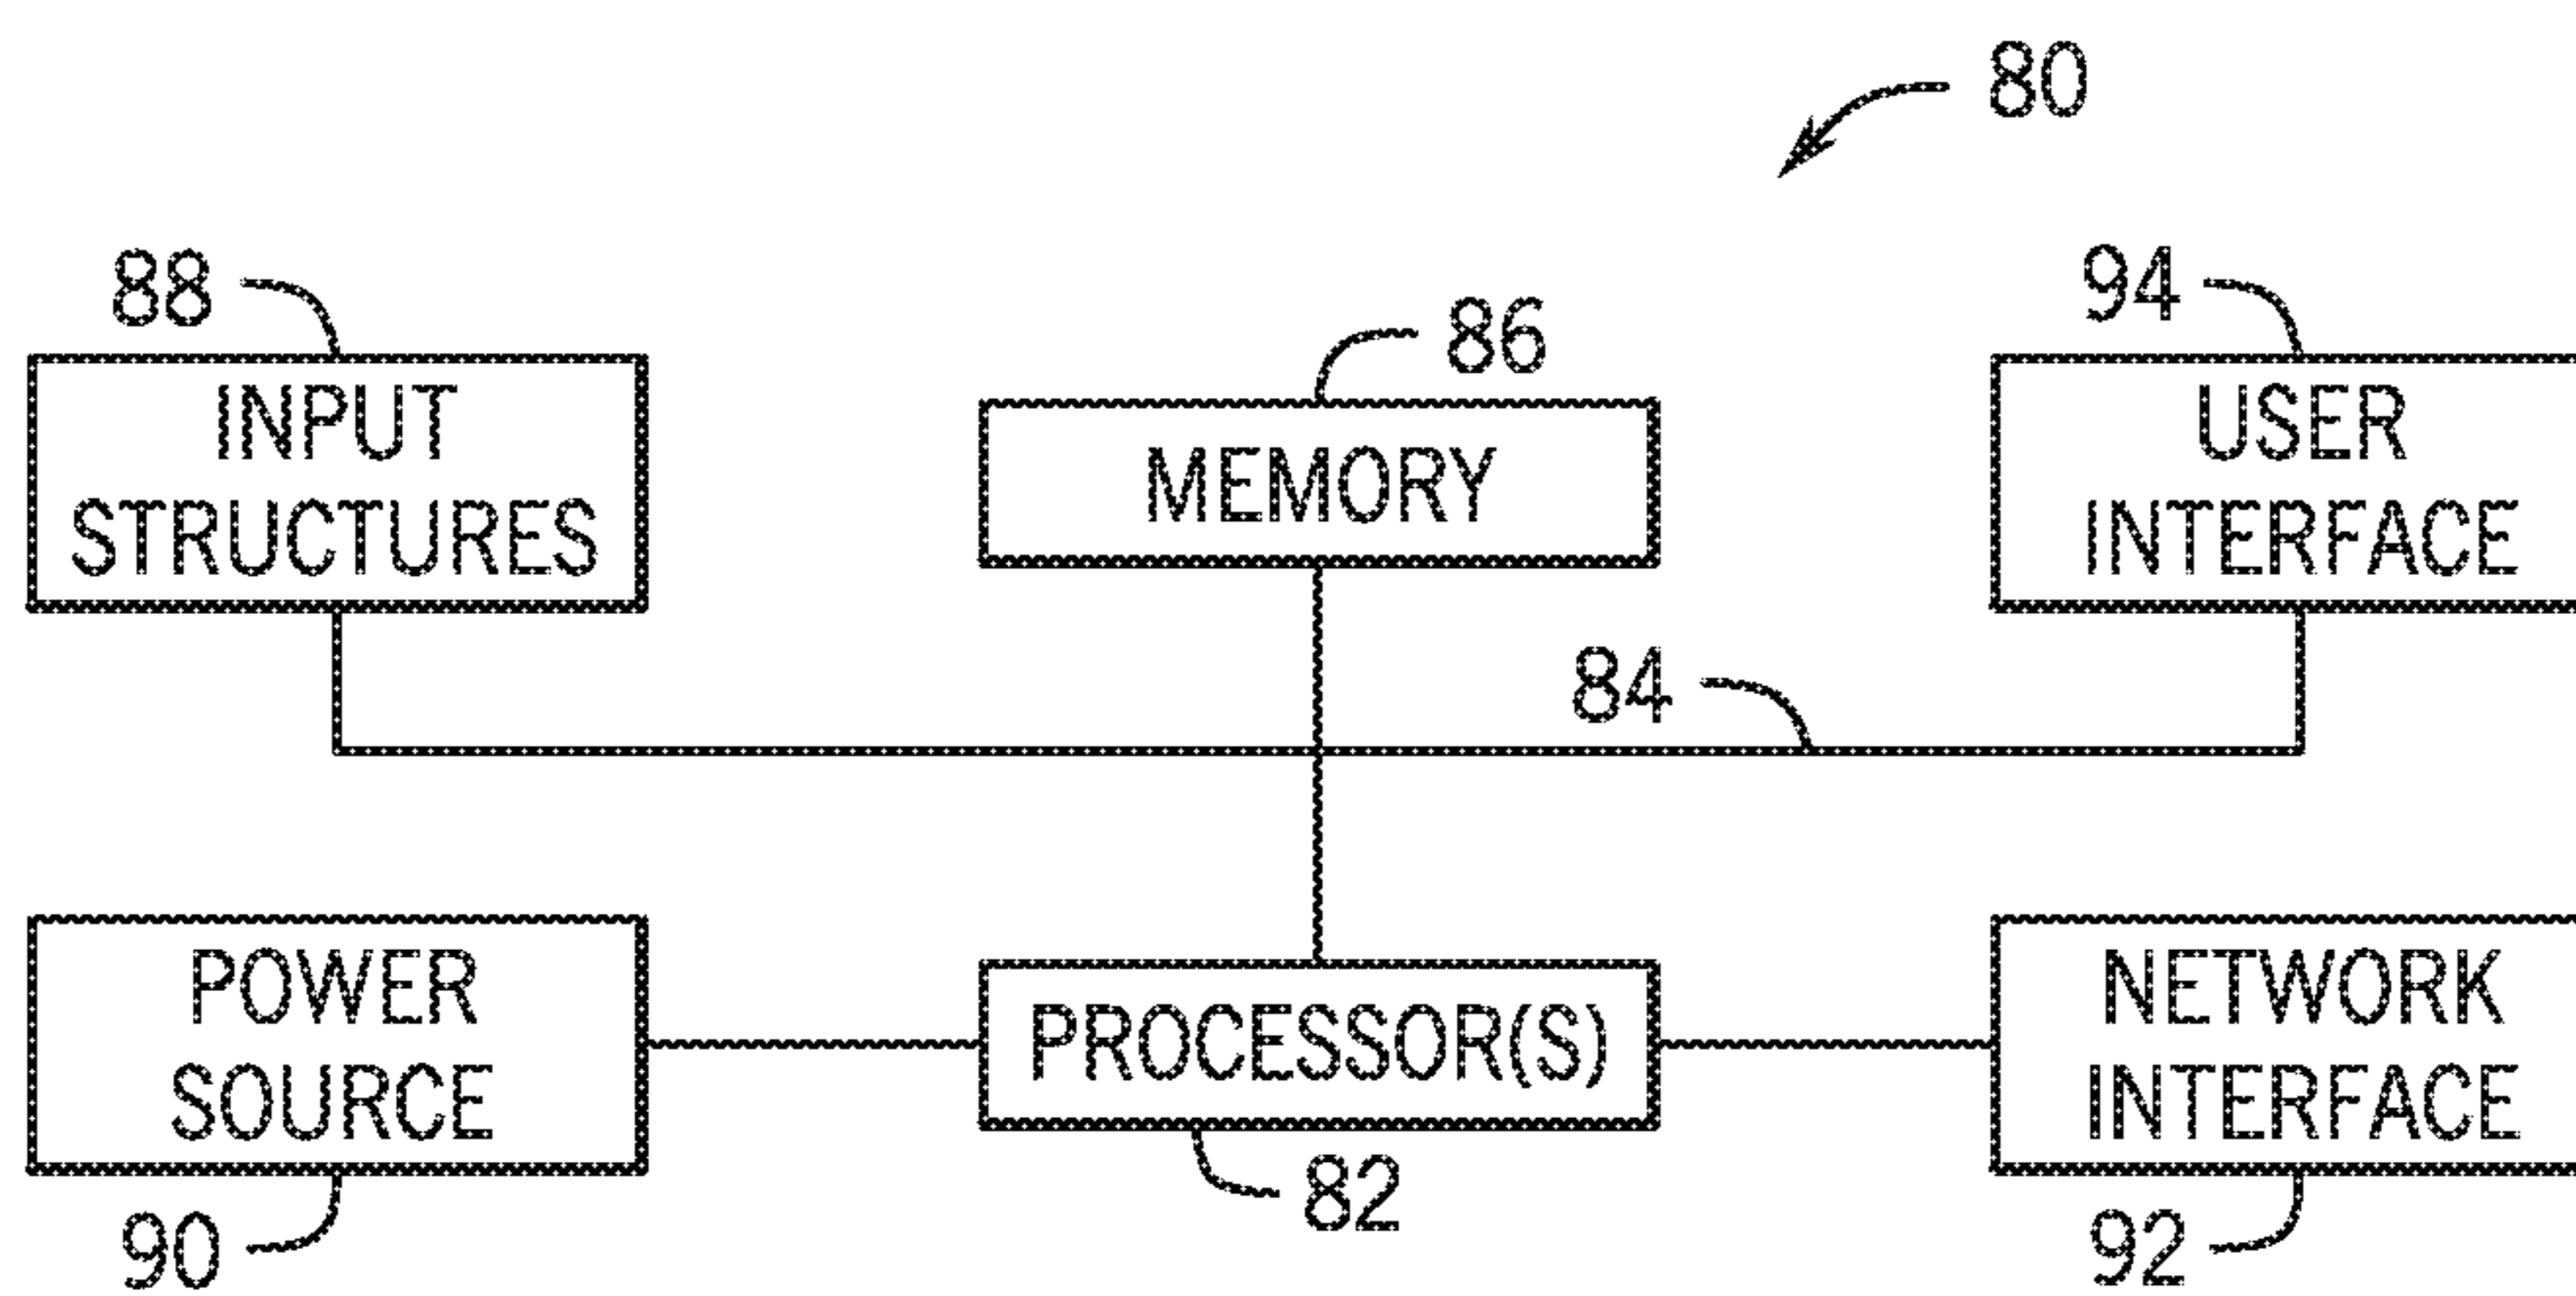 80
88
INPUT
STRUCTURES
86
MEMORY
94
USER
INTERFACE
84
POWER
SOURCE
90
PROCESSOR(S)
82
NETWORK
INTERFACE
92